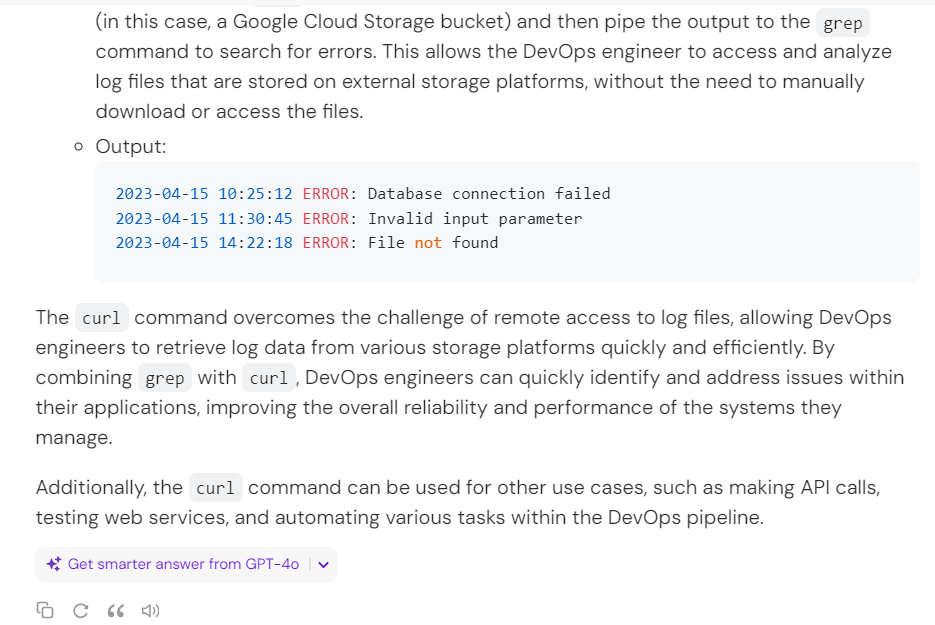 (in this case, a Google Cloud Storage bucket) and then pipe the output to the grep
command to search for errors. This allows the DevOps engineer to access and analyze
log files that are stored on external storage platforms, without the need to manually
download or access the files.
Output:
2023-04-15 10:25:12 ERROR: Database connection failed
2023-04-15 11:30:45 ERROR: Invalid input parameter
2023-04-15 14:22:18 ERROR: File not found
The curl command overcomes the challenge of remote access to log files, allowing DevOps
engineers to retrieve log data from various storage platforms quickly and efficiently. By
combining grep with curl, DevOps engineers can quickly identify and address issues within
their applications, improving the overall reliability and performance of the systems they
manage.
Additionally, the curl command can be used for other use cases, such as making API calls,
testing web services, and automating various tasks within the DevOps pipeline.
Get smarter answer from GPT-4o